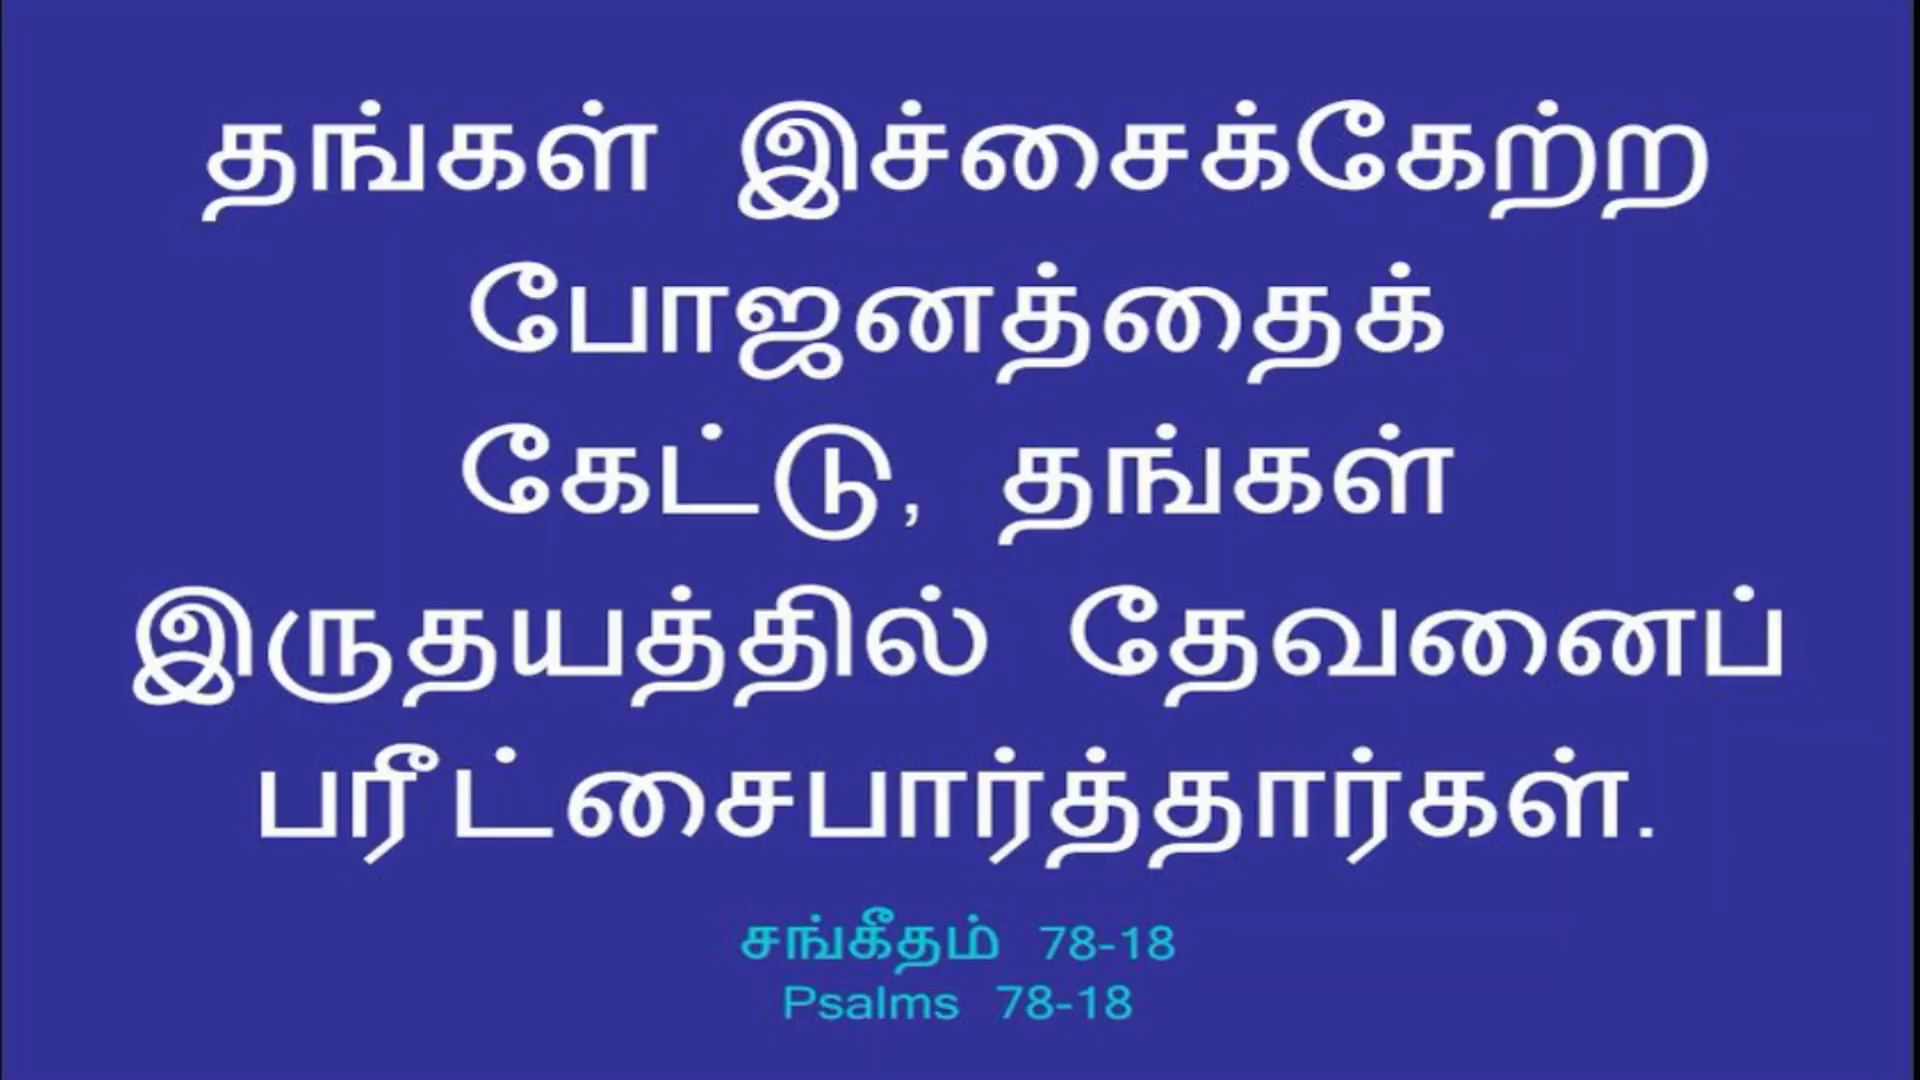 தங்கள் இச்சைக்கேற்ற
போஜனத்தைக்
கேட்டு, தங்கள்
இருதயத்தில் தேவனைப்
பரீட்சைபார்த்தார்கள்.
சங்கீதம் 78-18
Psalms 78-18